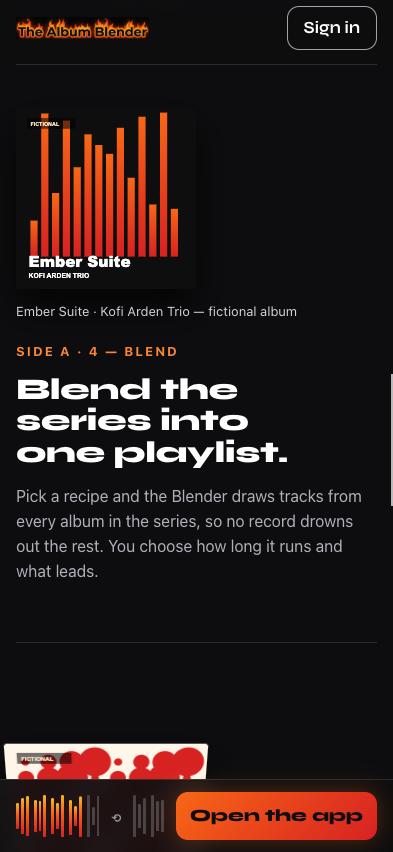 The Album Blender
Sign in
FICTIONAL
Ember Suite
KOFI ARDEN TRIO
Ember Suite · Kofi Arden Trio — fictional album
SIDE A · 4 — BLEND
Blend the
series into
one playlist.
Pick a recipe and the Blender draws tracks from
every album in the series, so no record drowns
out the rest. You choose how long it runs and
what leads.
FICTIONAL
Open the app